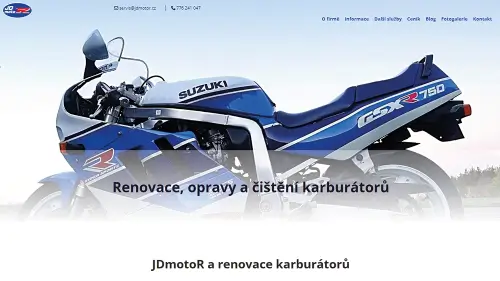 JD
servis@jdmotor.cz
776 241 047
O firmě Informace Další služby Ceník Blog Fotogalerie Kontakt
SUZUKI
GSX R 750
R
Renovace, opravy a čištění karburátorů
JDmotoR a renovace karburátorů